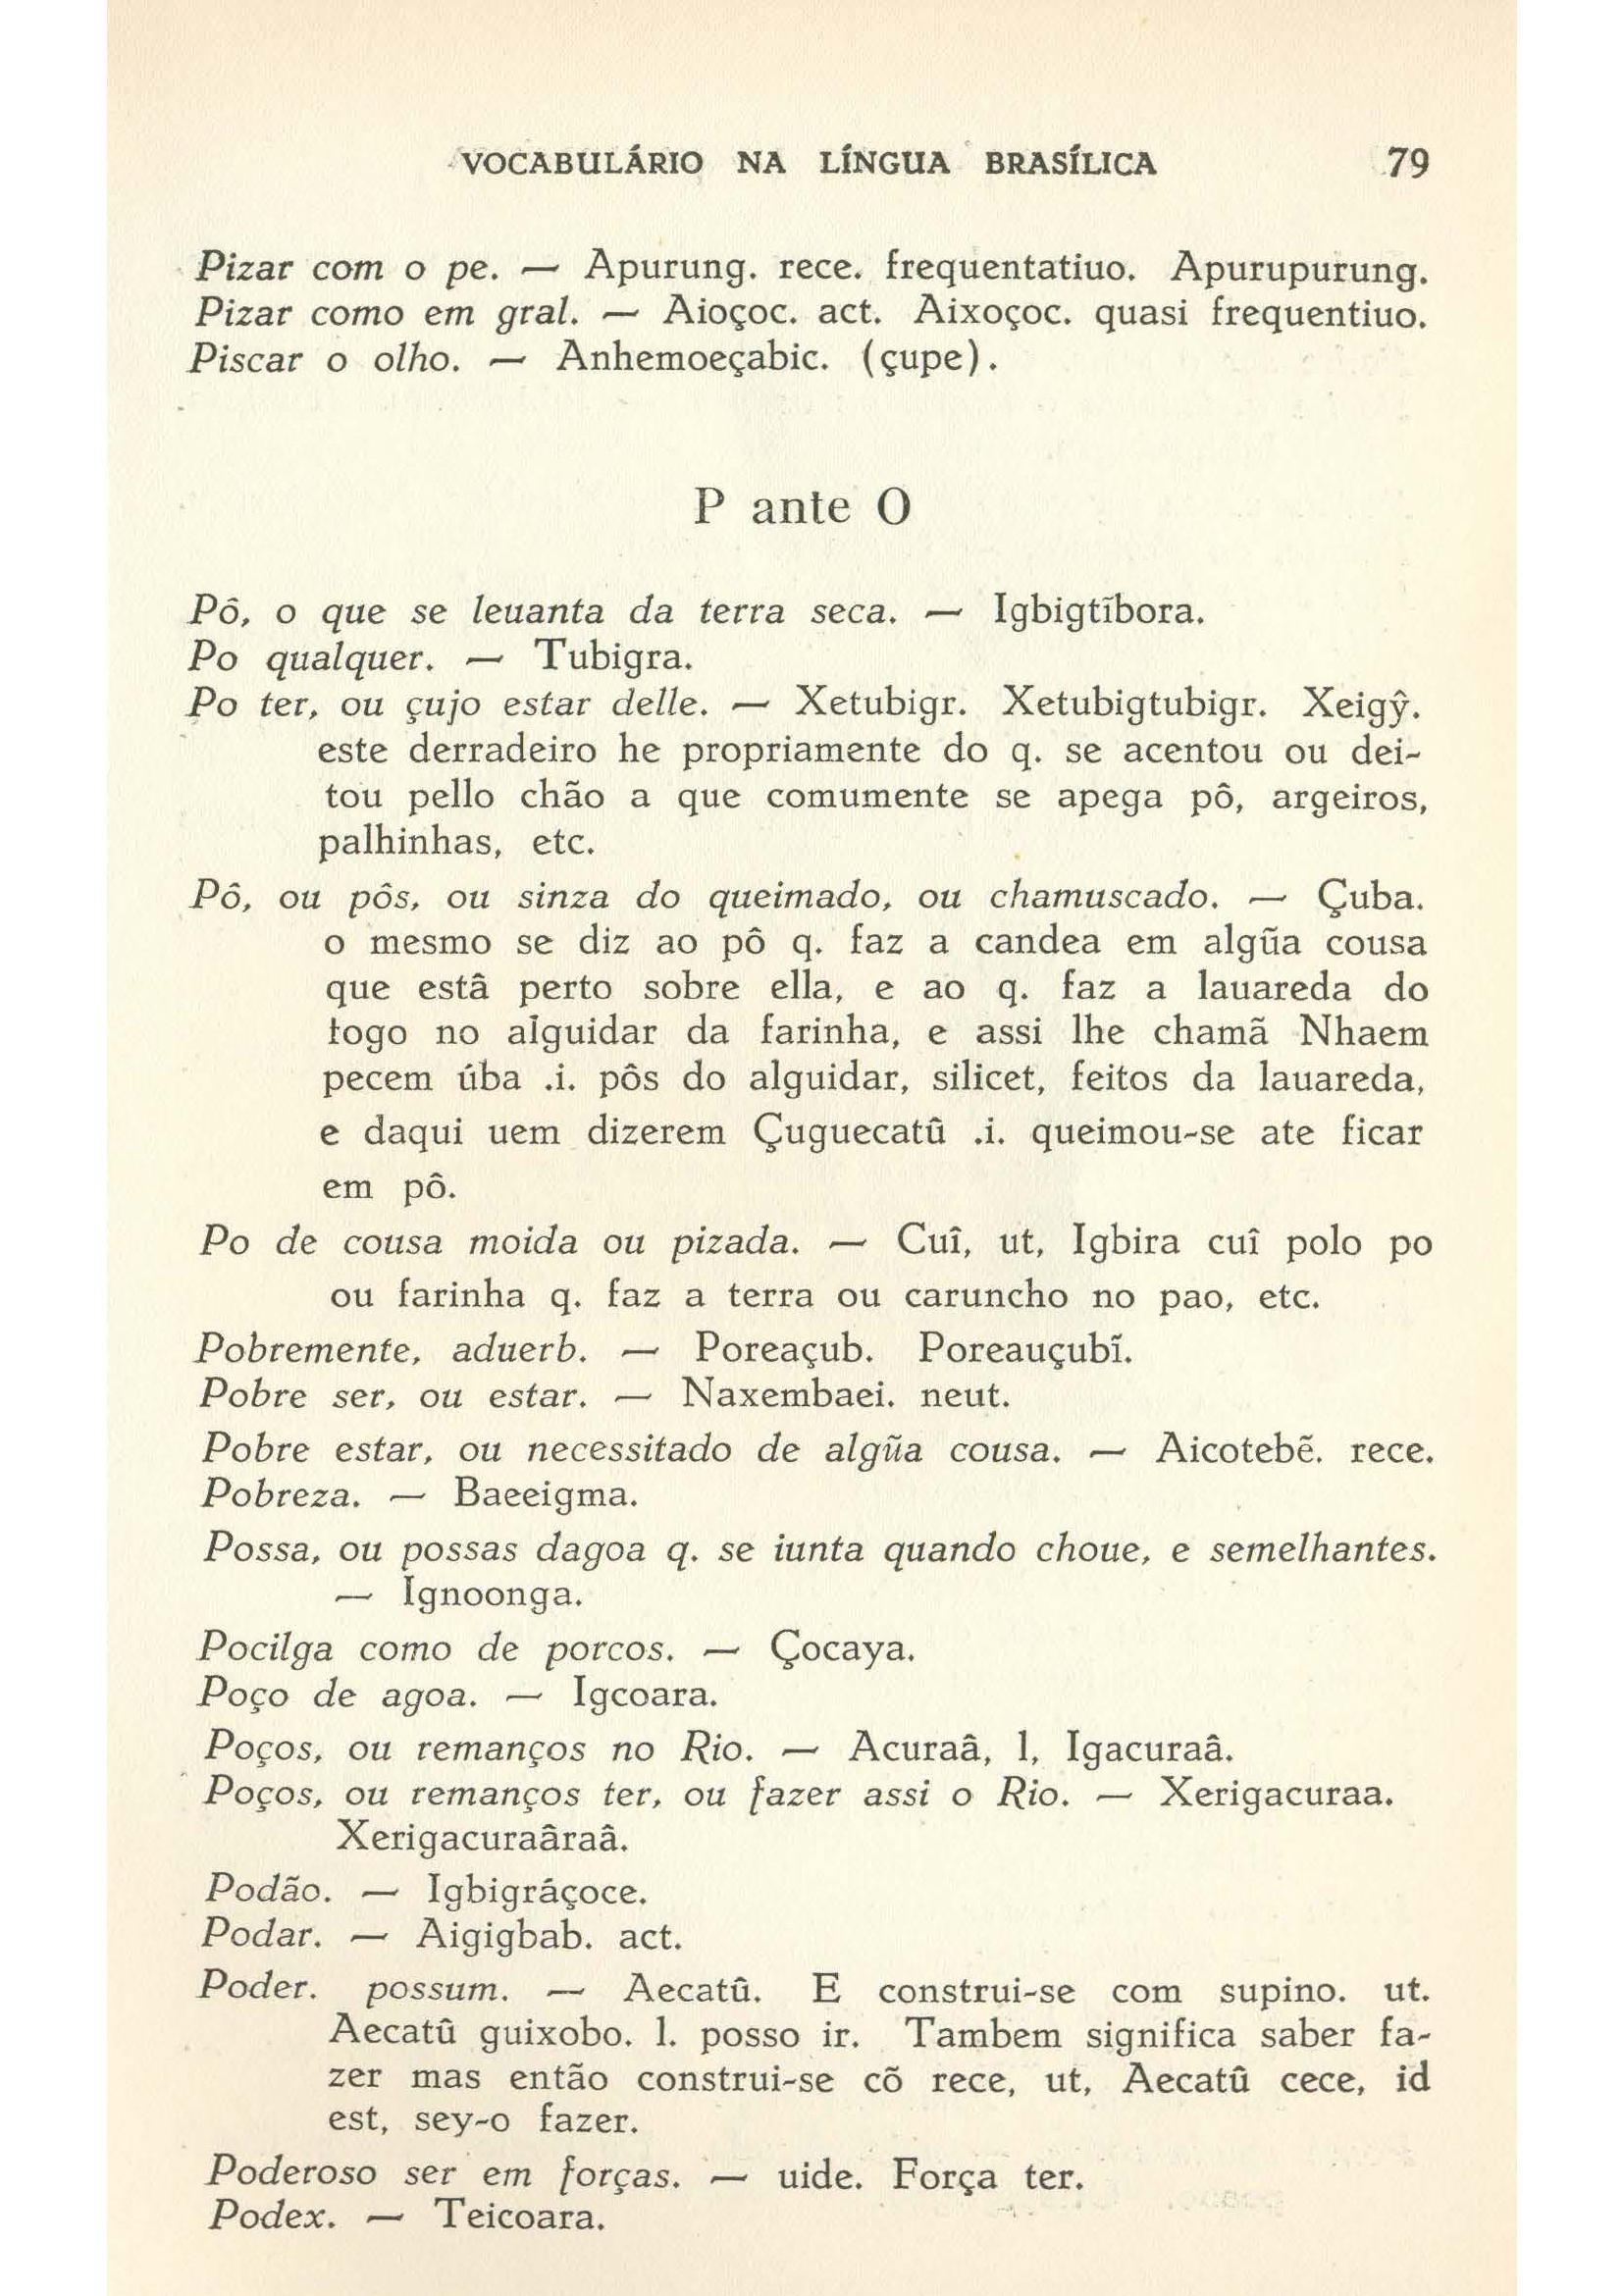 VOCABULÁRIO NA LÍNGUA BRASÍLICA 79
Pizar com o pe. — Apurung. rece. frequentatiuo. Apurupurung.
Pizar como em gral. — Aioçoc. act. Aixoçoc. quasi frequentiuo.
Piscar o olho. — Anhemoeçabic. (çupe).
P ante O
Pô, o que se leuanta da terra seca. — Igbigtĩbora.
Po qualquer. — Tubigra.
Po ter, ou çujo estar delle. — Xetubigr. Xetubigtubigr. Xeigŷ.
este derradeiro he propriamente do q. se acentou ou dei-
tou pello chão a que comumente se apega pô, argeiros,
palhinhas, etc.
Pô, ou pôs, ou sinza do queimado, ou chamuscado. — Çuba.
o mesmo se diz ao pô q. faz a candea em algũa cousa
que estâ perto sobre ella, e ao q. faz a lauareda do
fogo no alguidar da farinha, e assi lhe chamã Nhaem
pecem úba .i. pôs do alguidar, silicet, feitos da lauareda,
e daqui uem dizerem Çuguecatû .i. queimou-se ate ficar
em pô.
Po de cousa moida ou pizada. — Cuî, ut, Igbira cuî polo po
ou farinha q. faz a terra ou caruncho no pao, etc.
Pobremente, aduerb. — Poreaçub. Poreauçubĩ.
Pobre ser, ou estar. — Naxembaei. neut.
Pobre estar, ou necessitado de algũa cousa. — Aicotebẽ. rece.
Pobreza. — Baeeigma.
Possa, ou possas dagoa q. se iunta quando choue, e semelhantes.
— Ignoonga.
Pocilga como de porcos. — Çocaya.
Poço de agoa. — Igcoara.
Poços, ou remanços no Rio. — Acuraâ, l, Igacuraâ.
Poços, ou remanços ter, ou fazer assi o Rio. — Xerigacuraa.
Xerigacuraâraâ.
Podão. — Igbigráçoce.
Podar. — Aigigbab. act.
Poder. possum. — Aecatû. E construi-se com supino. ut.
Aecatû guixobo. l. posso ir. Tambem significa saber fa-
zer mas então construi-se cõ rece, ut, Aecatû cece, id
est, sey-o fazer.
Poderoso ser em forças. — uide. Força ter.
Podex. — Teicoara.